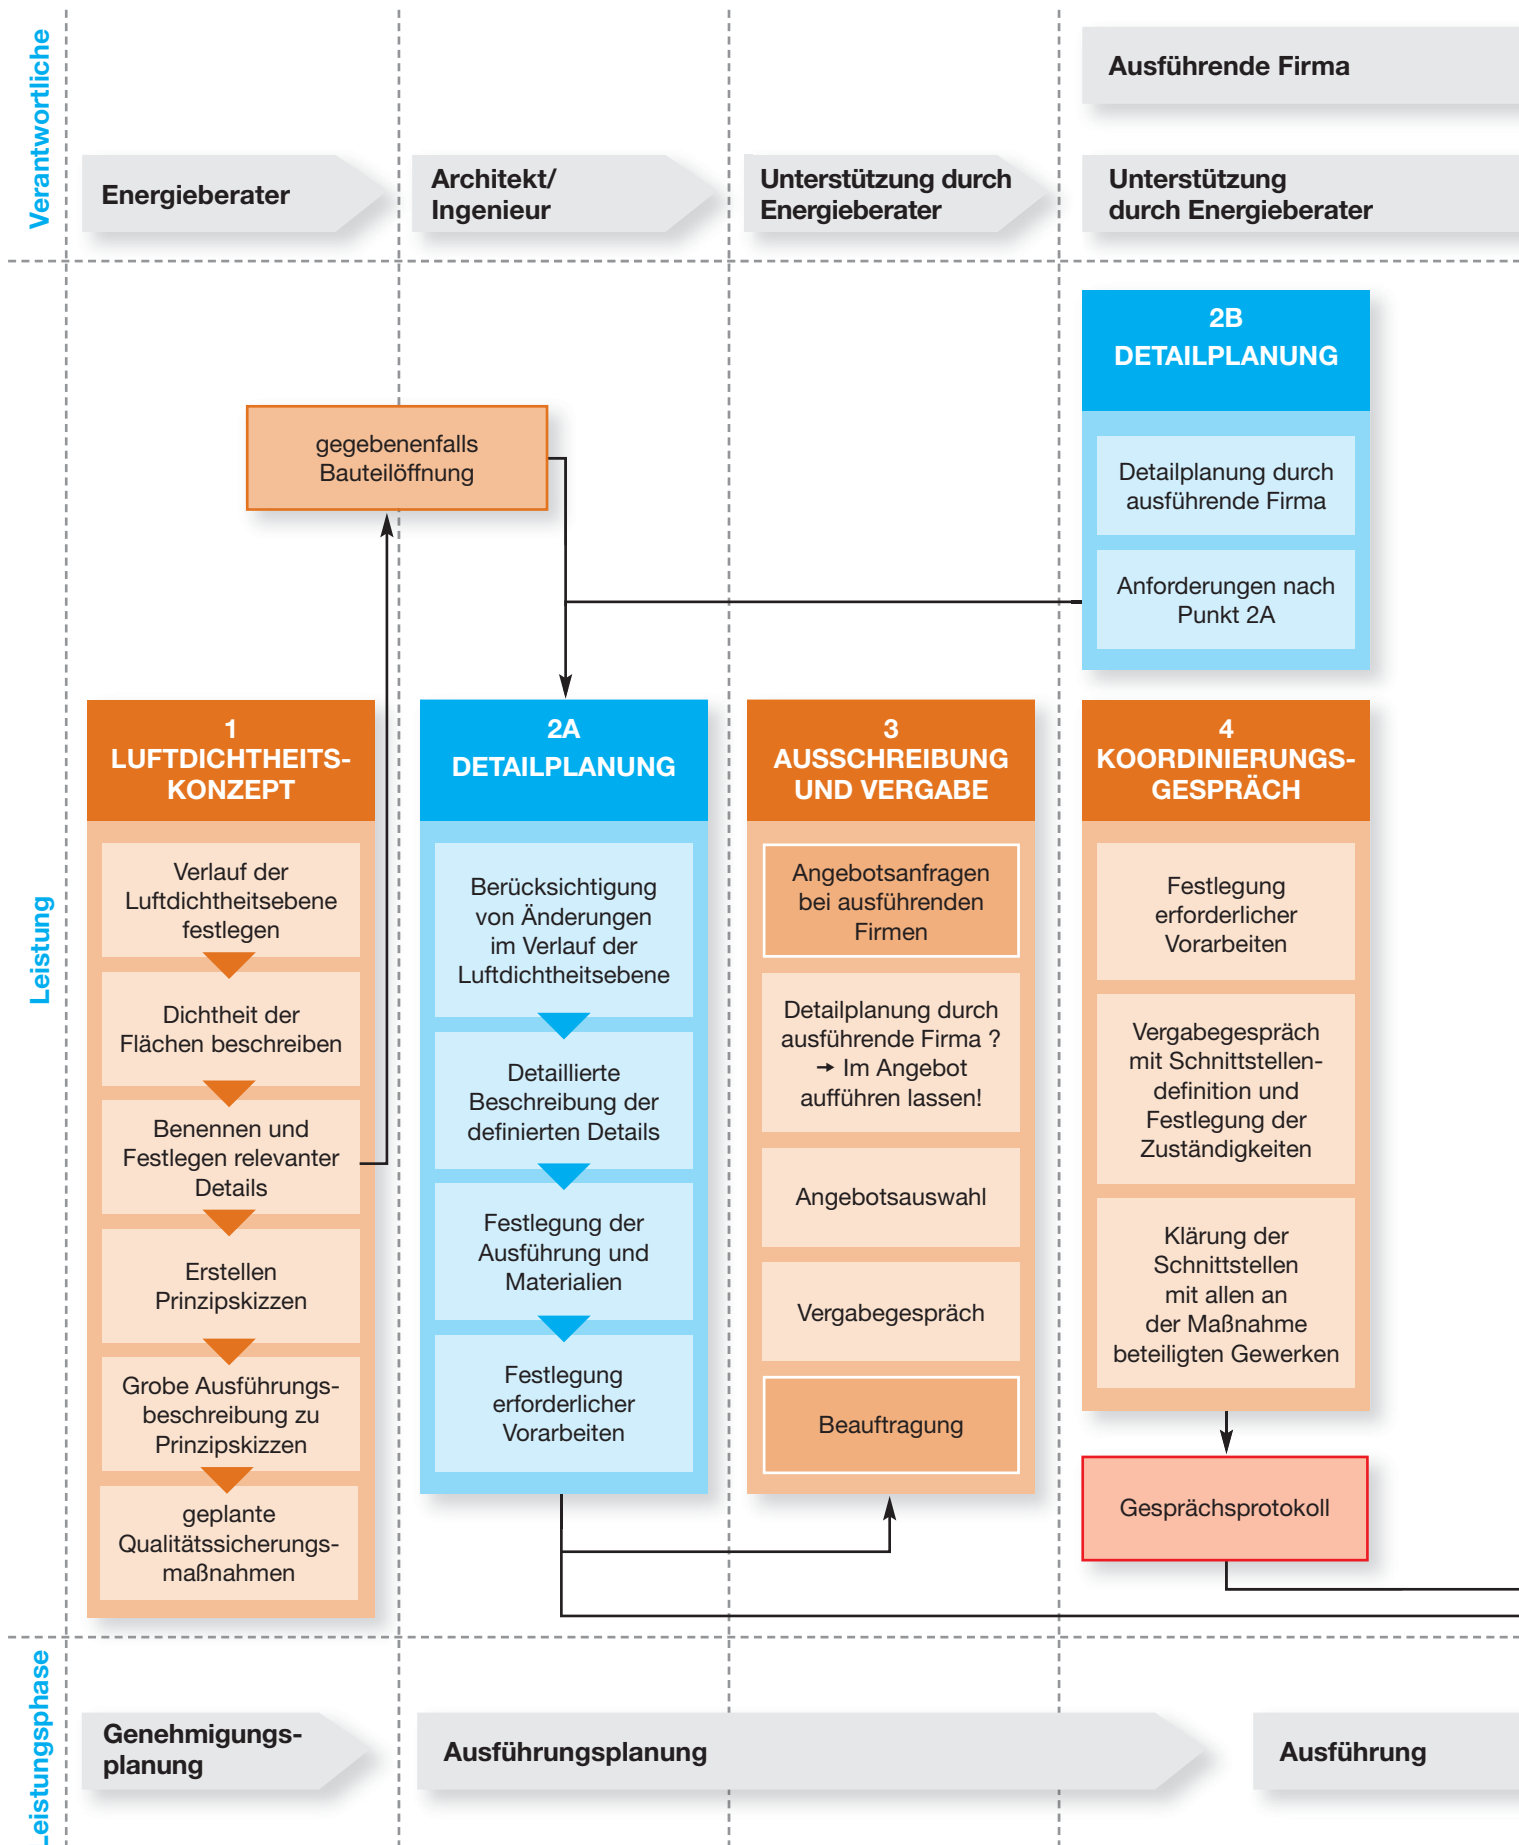 Verantwortliche
Ausführende Firma
Energieberater
Architekt/
Ingenieur
Unterstützung durch
Energieberater
Unterstützung
durch Energieberater
Leistung
2B
DETAILPLANUNG
Detailplanung durch
ausführende Firma
Anforderungen nach
Punkt 2A
gegebenenfalls
Bauteilöffnung
1
LUFTDICHTHEITS-
KONZEPT
Verlauf der
Luftdichtheitsebene
festlegen
Dichtheit der
Flächen beschreiben
Benennen und
Festlegen relevanter
Details
Erstellen
Prinzipskizzen
Grobe Ausführungs-
beschreibung zu
Prinzipskizzen
geplante
Qualitätssicherungs-
maßnahmen
2A
DETAILPLANUNG
Berücksichtigung
von Änderungen
im Verlauf der
Luftdichtheitsebene
Detaillierte
Beschreibung der
definierten Details
Festlegung der
Ausführung und
Materialien
Festlegung
erforderlicher
Vorarbeiten
3
AUSSCHREIBUNG
UND VERGABE
Angebotsanfragen
bei ausführenden
Firmen
Detailplanung durch
ausführende Firma ?
→ Im Angebot
aufführen lassen!
Angebotsauswahl
Vergabegespräch
Beauftragung
4
KOORDINIERUNGS-
GESPRÄCH
Festlegung
erforderlicher
Vorarbeiten
Vergabegespräch
mit Schnittstellen-
definition und
Festlegung der
Zuständigkeiten
Klärung der
Schnittstellen
mit allen an
der Maßnahme
beteiligten Gewerken
Gesprächsprotokoll
Leistungsphase
Genehmigungs-
planung
Ausführungsplanung
Ausführung